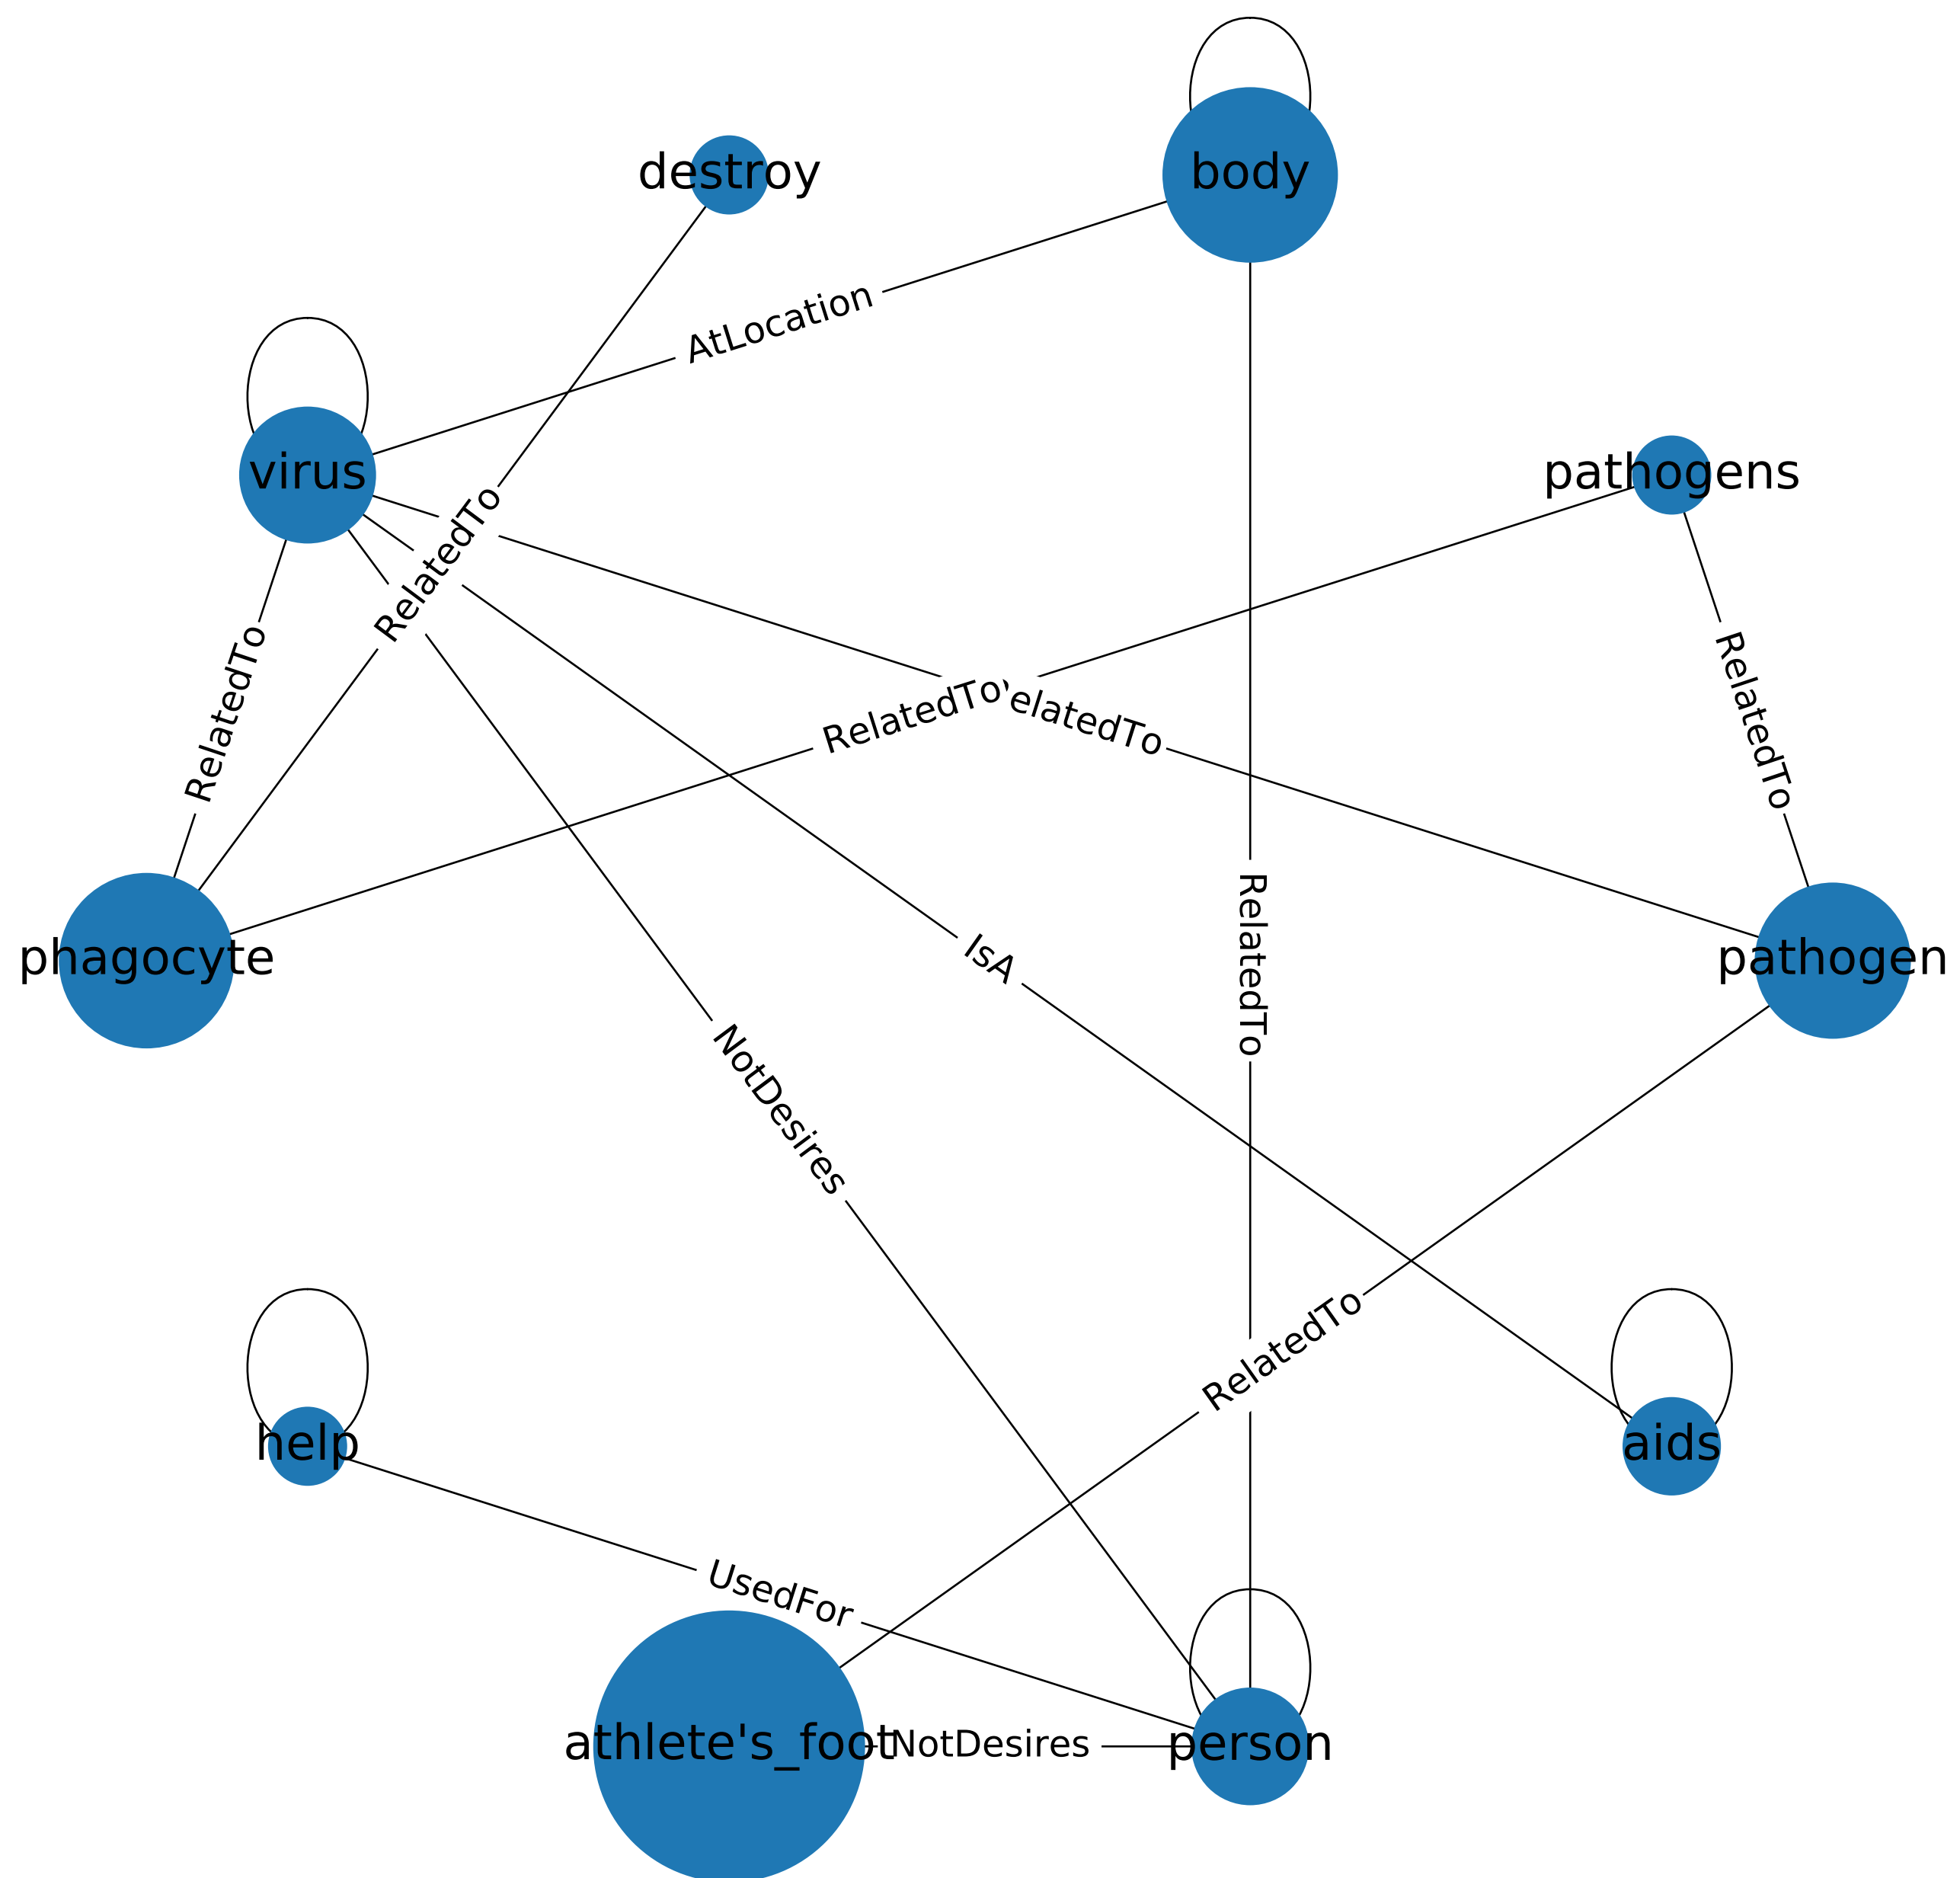 destroy
body
AtLocation
virus
pathogens
RelatedTo
RelatedTo
RelatedTo
RelatedTo
elatedTo
phagocyte
pathogen
IsA
RelatedTo
NotDesires
RelatedTo
help
aids
UsedFor
athlete's_foot
NotDesires
person